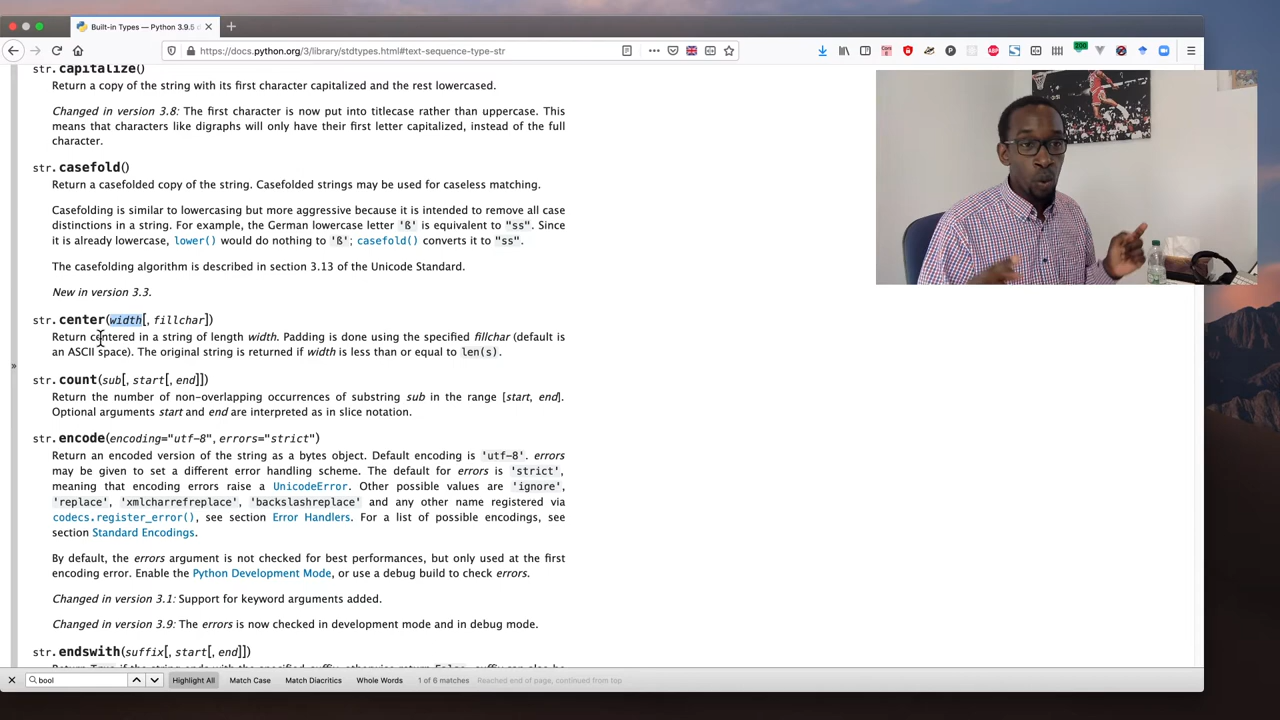 Built-in Types — Python 3.9.5 d
https://docs.python.org/3/library/stdtypes.html#text-sequence-type-str
200
ABP
str.capitalize()
Return a copy of the string with its first character capitalized and the rest lowercased.
Changed in version 3.8: The first character is now put into titlecase rather than uppercase. This
means that characters like digraphs will only have their first letter capitalized, instead of the full
character.
str.casefold()
Return a casefolded copy of the string. Casefolded strings may be used for caseless matching.
Casefolding is similar to lowercasing but more aggressive because it is intended to remove all case
distinctions in a string. For example, the German lowercase letter 'ß' is equivalent to "ss". Since
it is already lowercase, lower() would do nothing to 'ß'; casefold() converts it to "ss".
The casefolding algorithm is described in section 3.13 of the Unicode Standard.
New in version 3.3.
str.center(width[, fillchar])
Return centered in a string of length width. Padding is done using the specified fillchar (default is
an ASCII space). The original string is returned if width is less than or equal to len(s).
str.count(sub[, start[, end]])
Return the number of non-overlapping occurrences of substring sub in the range [start, end].
Optional arguments start and end are interpreted as in slice notation.
str.encode(encoding="utf-8", errors="strict")
Return an encoded version of the string as a bytes object. Default encoding is 'utf-8'. errors
may be given to set a different error handling scheme. The default for errors is 'strict',
meaning that encoding errors raise a UnicodeError. Other possible values are 'ignore',
'replace', 'xmlcharrefreplace', 'backslashreplace' and any other name registered via
codecs.register_error(), see section Error Handlers. For a list of possible encodings, see
section Standard Encodings.
By default, the errors argument is not checked for best performances, but only used at the first
encoding error. Enable the Python Development Mode, or use a debug build to check errors.
Changed in version 3.1: Support for keyword arguments added.
Changed in version 3.9: The errors is now checked in development mode and in debug mode.
str.endswith(suffix[, start[, end]])
bool
Highlight All
Match Case
Match Diacritics
Whole Words
1 of 6 matches
Reached end of page, continued from top